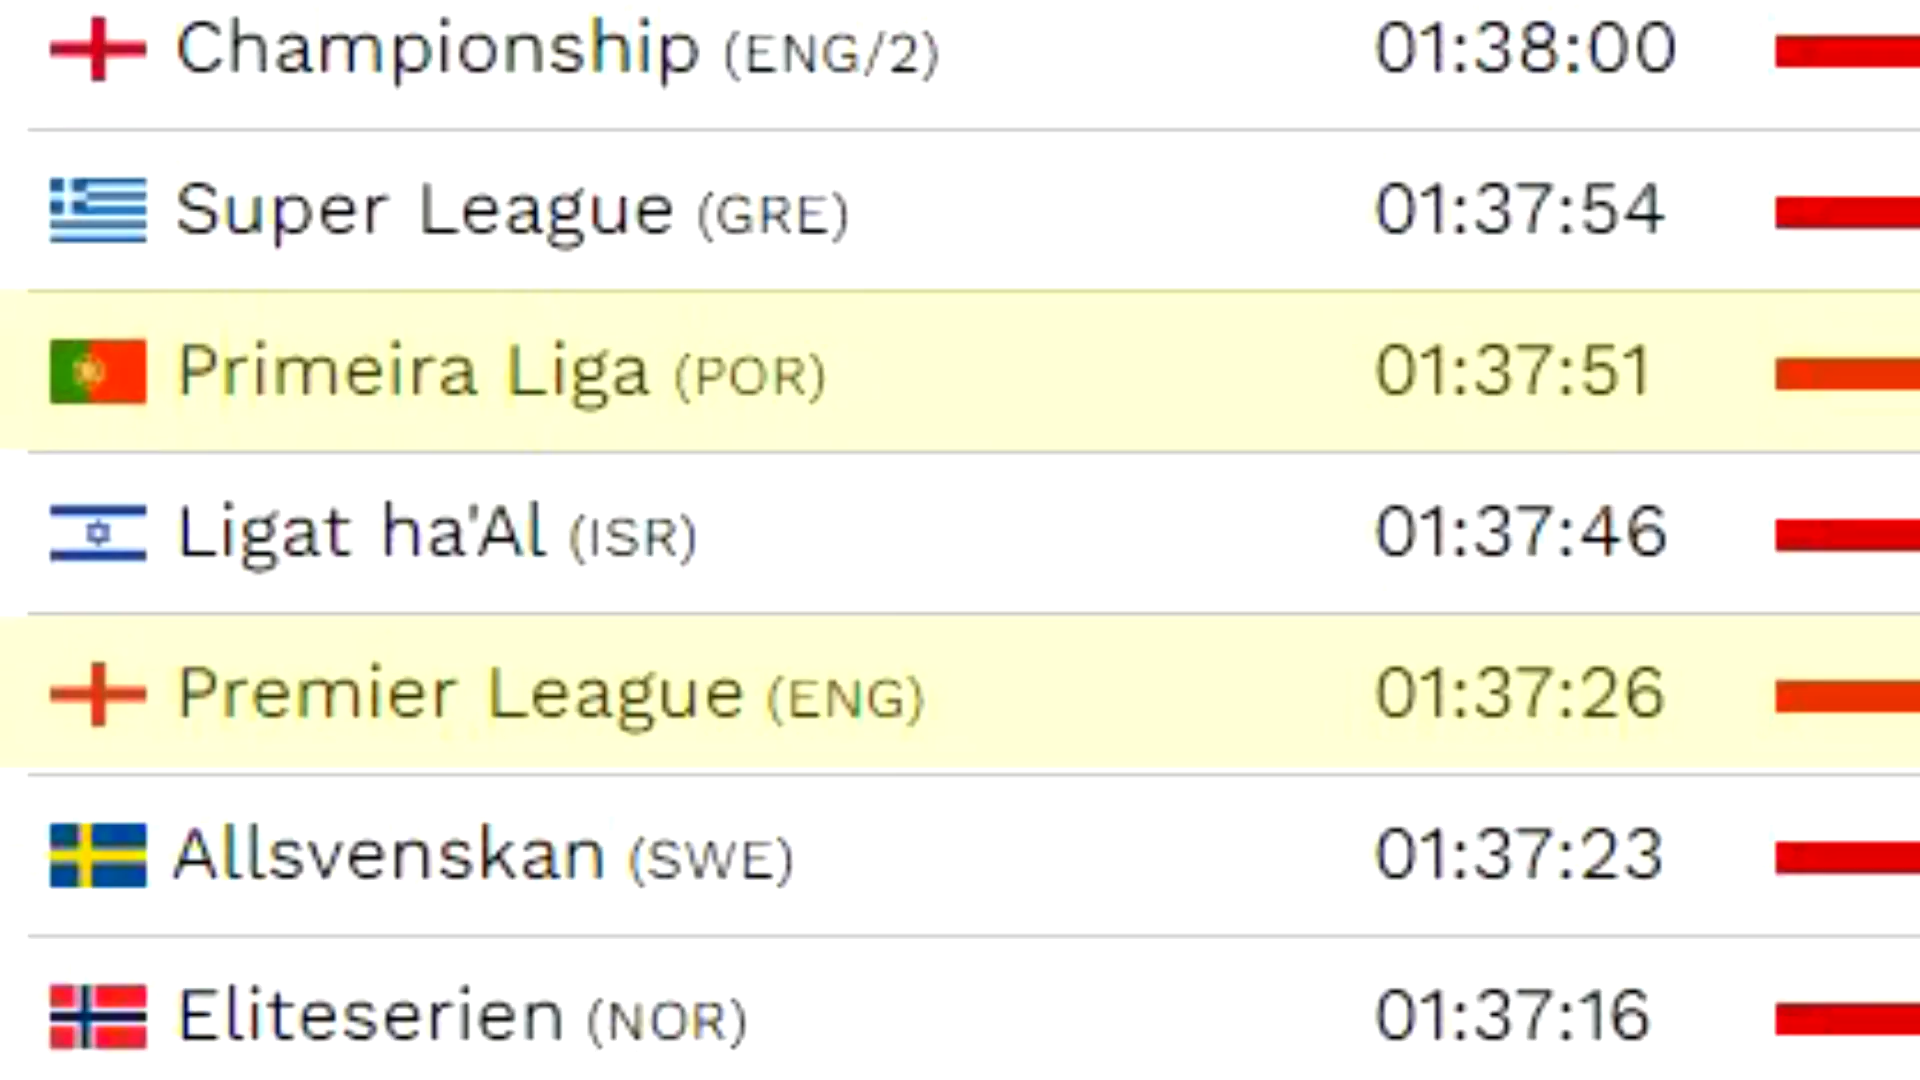 Championship (ENG/2) 01:38:00
Super League (GRE) 01:37:54
Primeira Liga (POR) 01:37:51
Ligat ha'Al (ISR) 01:37:46
Premier League (ENG) 01:37:26
Allsvenskan (SWE) 01:37:23
Eliteserien (NOR) 01:37:16